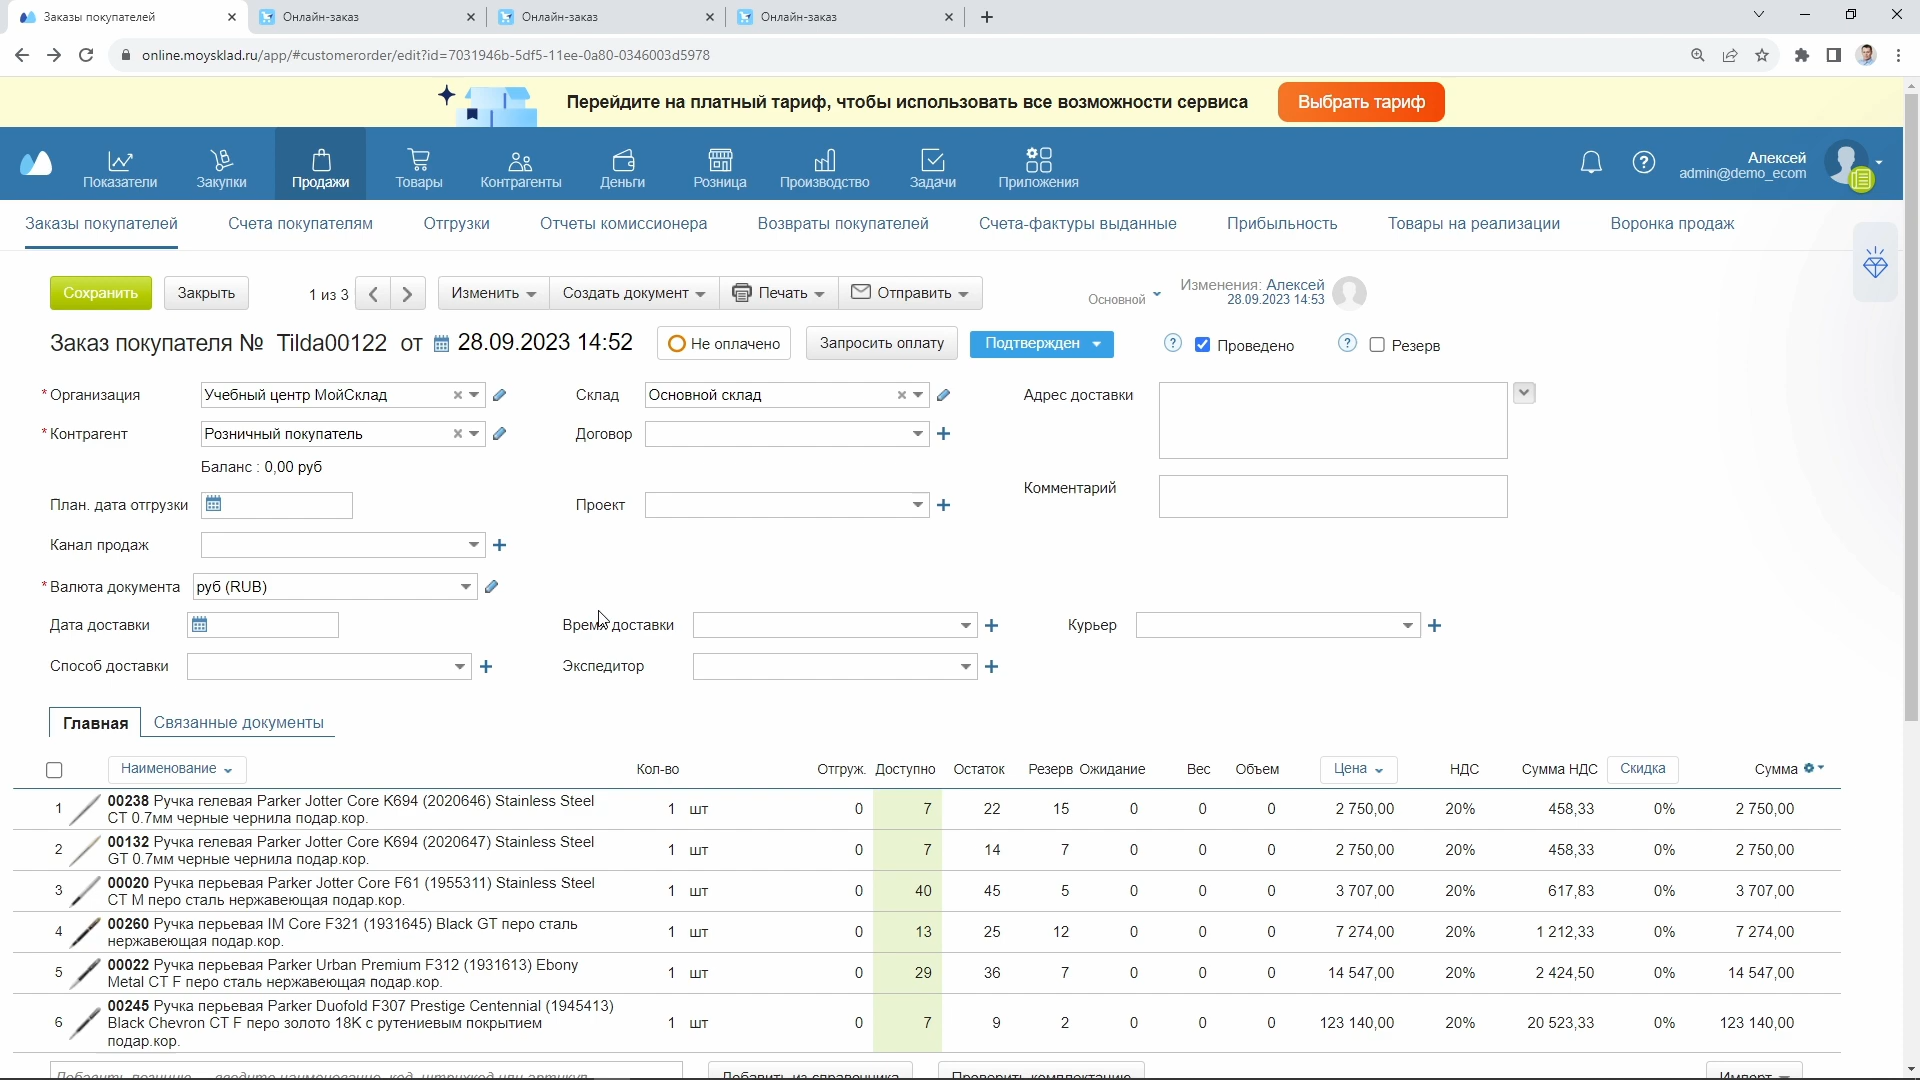 Заказы покупателей
Онлайн-заказ
Онлайн-заказ
Онлайн-заказ
online.moysklad.ru/app/#customerorder/edit?id=7031946b-5df5-11ee-0a80-0346003d5978
Перейдите на платный тариф, чтобы использовать все возможности сервиса
Выбрать тариф
Показатели
Закупки
Продажи
Товары
Контрагенты
Деньги
Розница
Производство
Задачи
Приложения
Алексей
admin@demo_ecom
Заказы покупателей
Счета покупателям
Отгрузки
Отчеты комиссионера
Возвраты покупателей
Счета-фактуры выданные
Прибыльность
Товары на реализации
Воронка продаж
Сохранить
Закрыть
1 из 3
Изменить
Создать документ
Печать
Отправить
Основной
Изменения: Алексей
28.09.2023 14:53
Заказ покупателя № Tilda00122 от 28.09.2023 14:52
Не оплачено
Запросить оплату
Подтвержден
Проведено
Резерв
* Организация
Учебный центр МойСклад
Склад
Основной склад
Адрес доставки
* Контрагент
Розничный покупатель
Договор
Баланс : 0,00 руб
Комментарий
План. дата отгрузки
Проект
Канал продаж
* Валюта документа
руб (RUB)
Дата доставки
Время доставки
Курьер
Способ доставки
Экспедитор
Главная
Связанные документы
Наименование Кол-во Отгруж. Доступно Остаток Резерв Ожидание Вес Объем Цена НДС Сумма НДС Скидка Сумма
1 00238 Ручка гелевая Parker Jotter Core K694 (2020646) Stainless Steel
CT 0.7мм черные чернила подар.кор.
1 шт 0 7 22 15 0 0 0 2 750,00 20% 458,33 0% 2 750,00
2 00132 Ручка гелевая Parker Jotter Core K694 (2020647) Stainless Steel
GT 0.7мм черные чернила подар.кор.
1 шт 0 7 14 7 0 0 0 2 750,00 20% 458,33 0% 2 750,00
3 00020 Ручка перьевая Parker Jotter Core F61 (1955311) Stainless Steel
CT M перо сталь нержавеющая подар.кор.
1 шт 0 40 45 5 0 0 0 3 707,00 20% 617,83 0% 3 707,00
4 00260 Ручка перьевая IM Core F321 (1931645) Black GT перо сталь
нержавеющая подар.кор.
1 шт 0 13 25 12 0 0 0 7 274,00 20% 1 212,33 0% 7 274,00
5 00022 Ручка перьевая Parker Urban Premium F312 (1931613) Ebony
Metal CT F перо сталь нержавеющая подар.кор.
1 шт 0 29 36 7 0 0 0 14 547,00 20% 2 424,50 0% 14 547,00
6 00245 Ручка перьевая Parker Duofold F307 Prestige Centennial (1945413)
Black Chevron CT F перо золото 18K с рутениевым покрытием
подар.кор.
1 шт 0 7 9 2 0 0 0 123 140,00 20% 20 523,33 0% 123 140,00
Добавить позицию — введите наименование, код, штрихкод или артикул
Добавить из справочника
Проверить комплектацию
Импорт